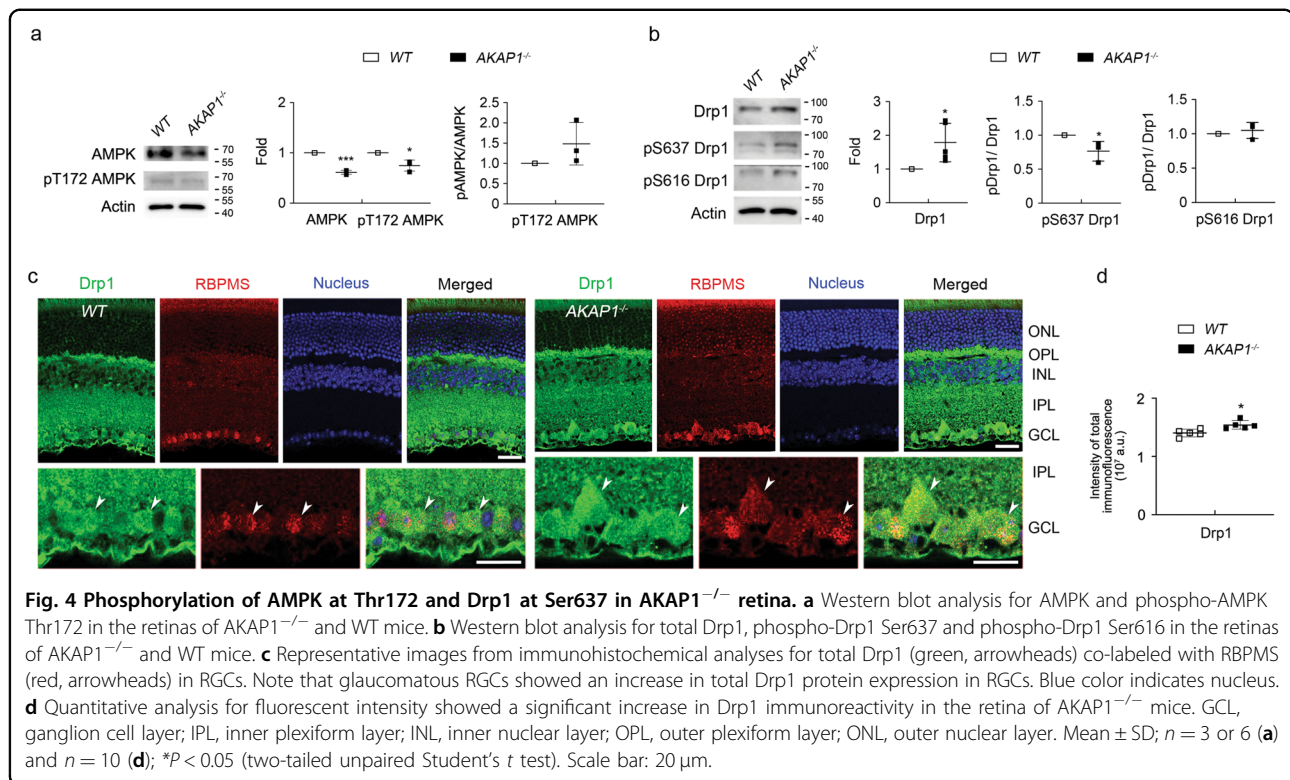 a
WT AKAP1-/-
WT
AKAP1-/-
AMPK
70
55
pT172 AMPK
70
55
Actin
55
40
Fold
3
2
1
0
***
*
AMPK pT172 AMPK
pAMPK/AMPK
2.5
2.0
1.5
1.0
0.5
0
pT172 AMPK
b
WT AKAP1-/-
WT
AKAP1-/-
Drp1
100
70
pS637 Drp1
100
70
pS616 Drp1
100
70
Actin
55
40
Fold
3
2
1
0
*
Drp1
pDrp1/ Drp1
1.5
1.0
0.5
0
*
pS637 Drp1
pDrp1/ Drp1
1.5
1.0
0.5
0
pS616 Drp1
c
Drp1 RBPMS Nucleus Merged Drp1 RBPMS Nucleus Merged
WT AKAP1-/-
ONL
OPL
INL
IPL
GCL
IPL
GCL
d
WT
AKAP1-/-
Intensity of total
immunofluorescence
(10⁷ a.u.)
2
1
0
*
Drp1
Fig. 4 Phosphorylation of AMPK at Thr172 and Drp1 at Ser637 in AKAP1−/− retina. a Western blot analysis for AMPK and phospho-AMPK
Thr172 in the retinas of AKAP1−/− and WT mice. b Western blot analysis for total Drp1, phospho-Drp1 Ser637 and phospho-Drp1 Ser616 in the retinas
of AKAP1−/− and WT mice. c Representative images from immunohistochemical analyses for total Drp1 (green, arrowheads) co-labeled with RBPMS
(red, arrowheads) in RGCs. Note that glaucomatous RGCs showed an increase in total Drp1 protein expression in RGCs. Blue color indicates nucleus.
d Quantitative analysis for fluorescent intensity showed a significant increase in Drp1 immunoreactivity in the retina of AKAP1−/− mice. GCL,
ganglion cell layer; IPL, inner plexiform layer; INL, inner nuclear layer; OPL, outer plexiform layer; ONL, outer nuclear layer. Mean ± SD; n = 3 or 6 (a)
and n = 10 (d); *P < 0.05 (two-tailed unpaired Student's t test). Scale bar: 20 μm.